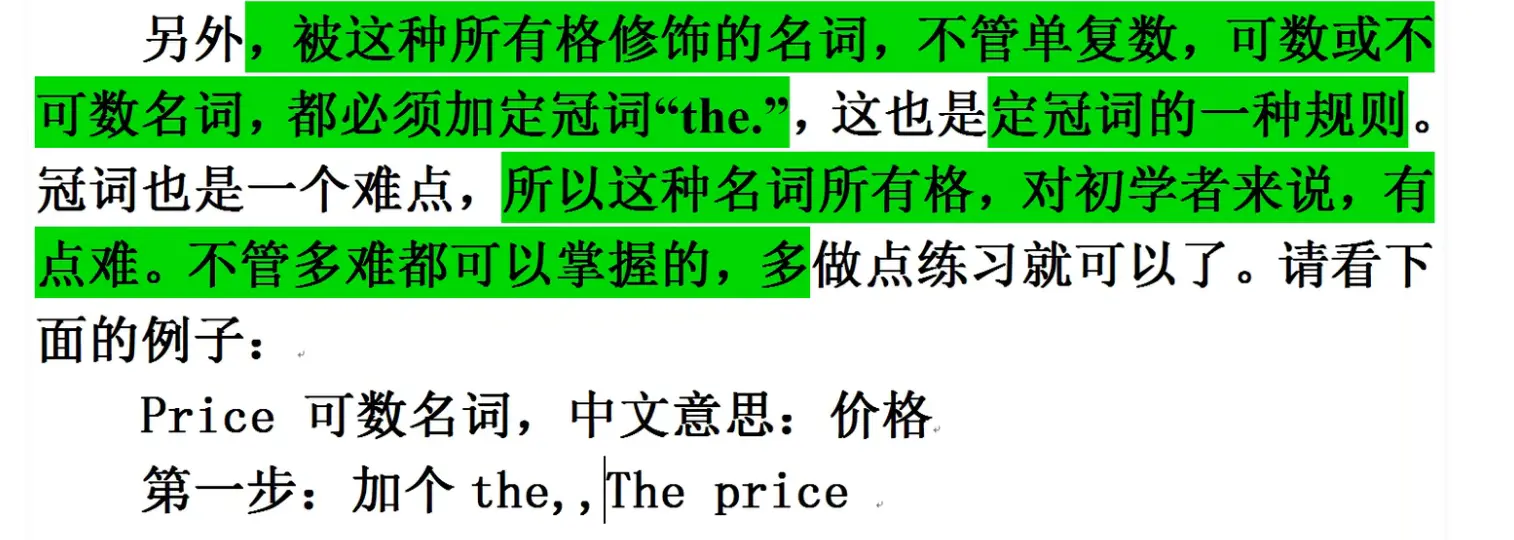 另外，被这种所有格修饰的名词，不管单复数，可数或不
可数名词，都必须加定冠词“the.”，这也是定冠词的一种规则。
冠词也是一个难点，所以这种名词所有格，对初学者来说，有
点难。不管多难都可以掌握的，多做点练习就可以了。请看下
面的例子：
Price 可数名词，中文意思：价格
第一步：加个 the,,The price